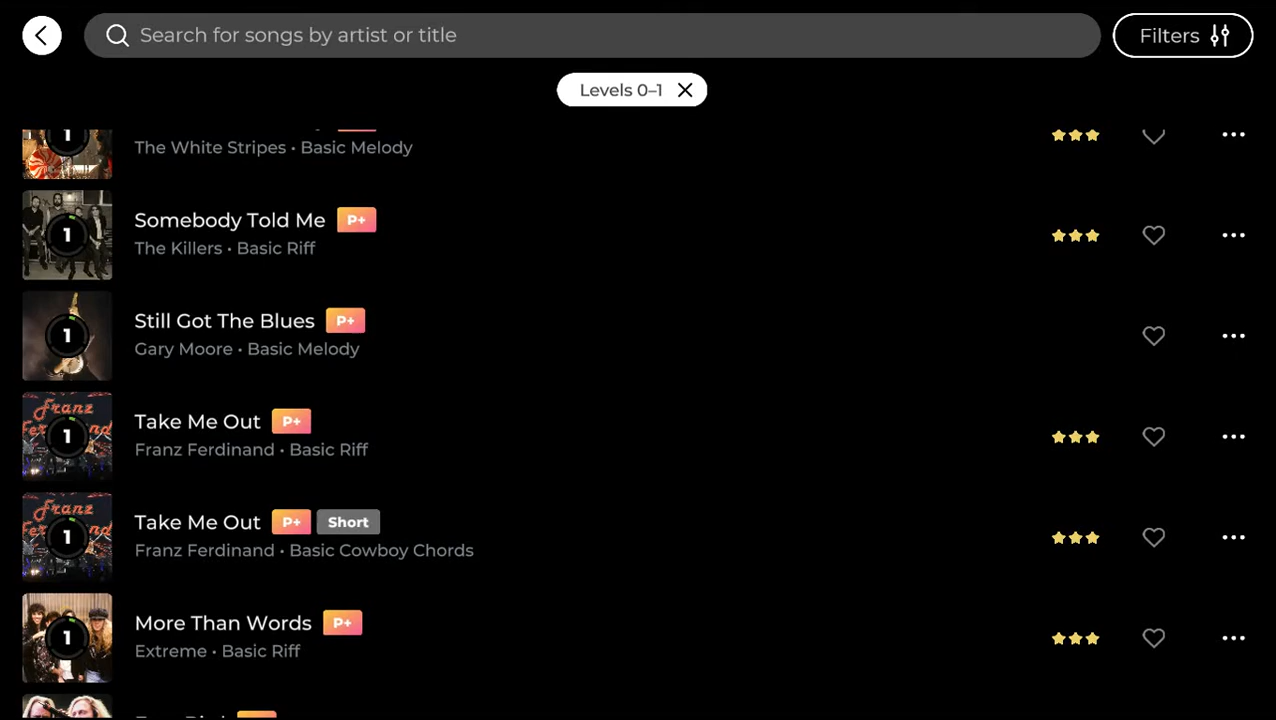 Search for songs by artist or title
Filters
Levels 0–1
1
The White Stripes • Basic Melody
1
Somebody Told Me P+
The Killers • Basic Riff
1
Still Got The Blues P+
Gary Moore • Basic Melody
Franz
1
Take Me Out P+
Franz Ferdinand • Basic Riff
Franz
1
Take Me Out P+ Short
Franz Ferdinand • Basic Cowboy Chords
1
More Than Words P+
Extreme • Basic Riff